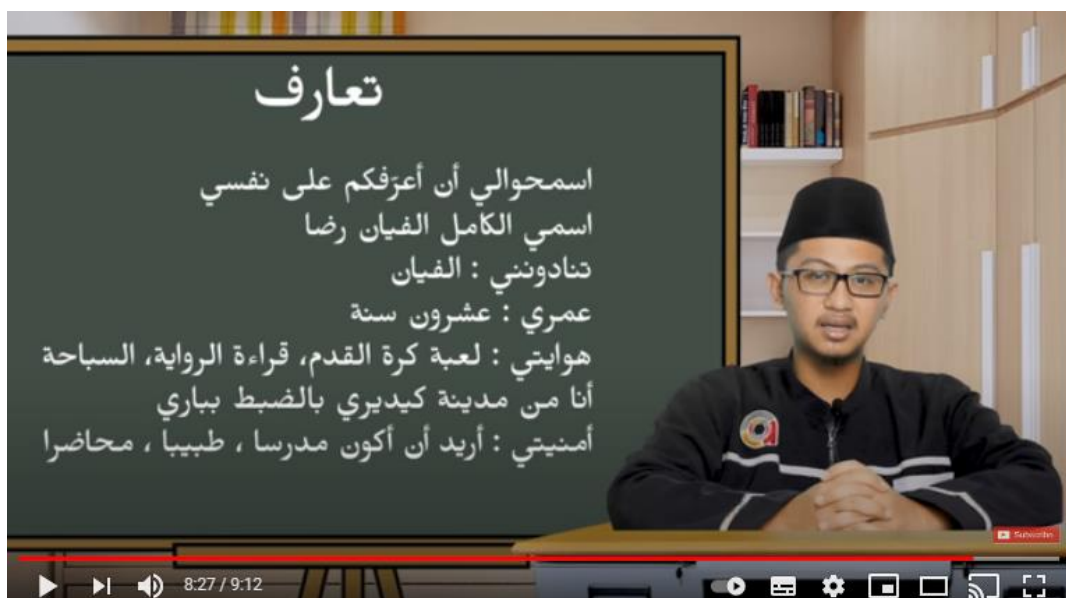 تعارف
اسمحوالي أن أعرَفكم على نفسي
اسمي الكامل الفيان رضا
تنادونني : الفيان
عمري : عشرون سنة
هوايتي : لعبة كرة القدم، قراءة الرواية، السباحة
أنا من مدينة كيديري بالضبط بباري
أمنيتي : أريد أن أكون مدرسا ، طبيبا ، محاضرا
Subscribe
8:27 / 9:12